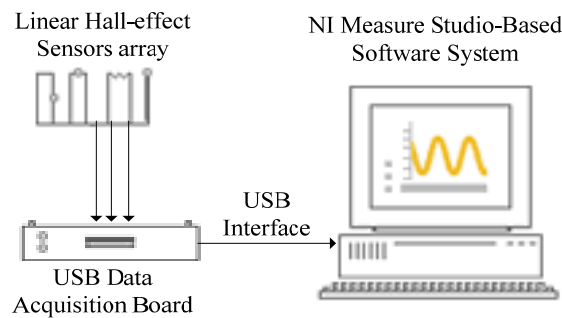 Linear Hall-effect
Sensors array
NI Measure Studio-Based
Software System
USB
Interface
USB Data
Acquisition Board